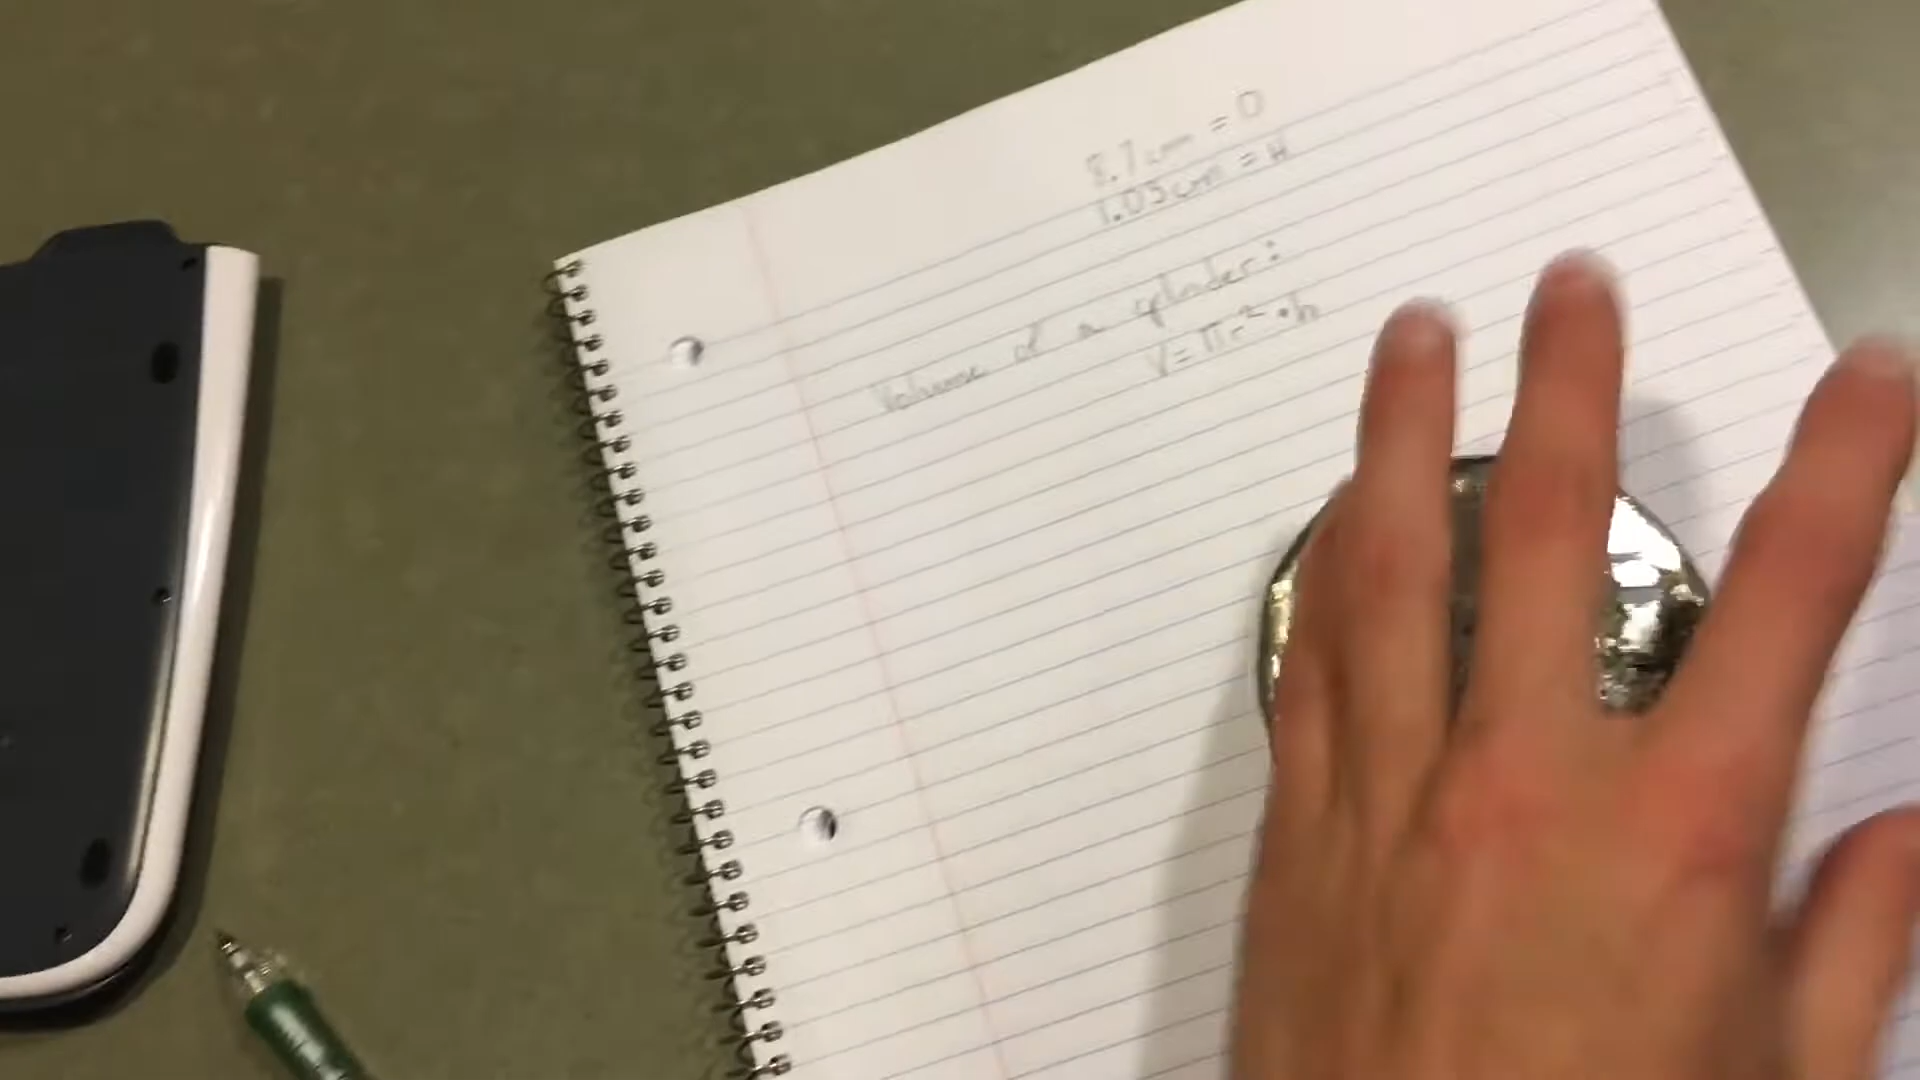 8.7cm = D
1.05cm = H
Volume of a cylinder:
V = πr²·h